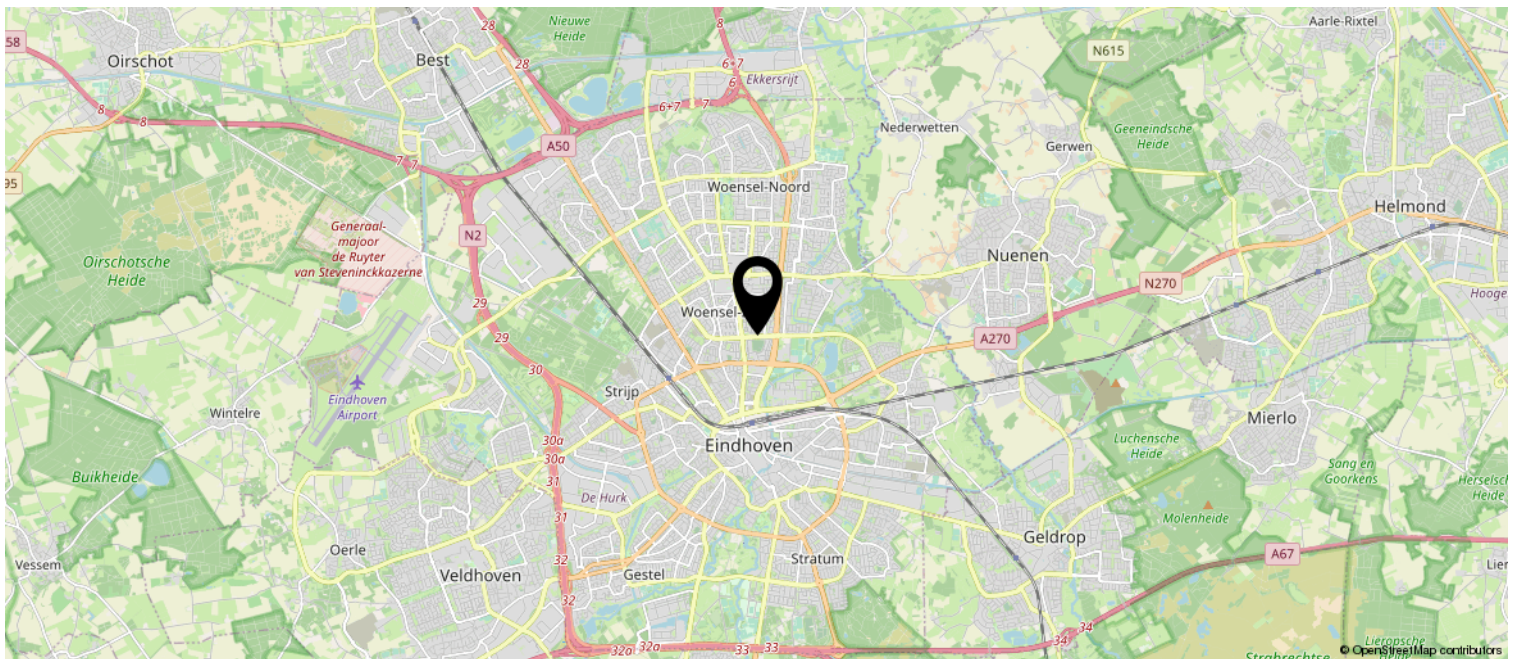 28
8
Nieuwe
Heide
Aarle-Rixtel
58
Oirschot
Best
28
6+7
6
Ekkersrijt
N615
8
8
6+7
7
Nederwetten
Geeneindsche
Heide
A50
Gerwen
7
7
95
Woensel-Noord
Helmond
Generaal-
majoor
de Ruyter
van Steveninckkazerne
N2
Oirschotsche
Heide
Nuenen
N270
29
Woensel-
29
A270
30
Strijp
Eindhoven
Airport
Wintelre
Mierlo
30a
30a
Eindhoven
Luchensche
Heide
Buikheide
31
De Hurk
Sang en
Goorkens
Heide
31
Molenheide
Oerle
Geldrop
32
Stratum
A67
Vessem
Veldhoven
Gestel
32
34
34
32a
32a
33
33
Lieropsche
Strabrechtse
© OpenStreetMap contributors